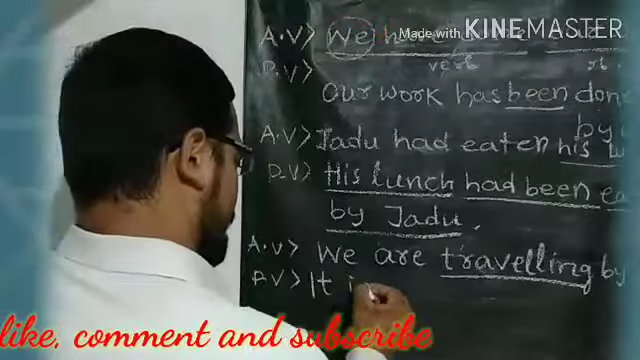 Made with KINEMASTER
A.V> We have
verb
P.V> Our work has been done
by
A.V> Jadu had eaten his
P.V> His lunch had been
by Jadu.
A.V> We are travelling by
P.V> It i
like, comment and subscribe